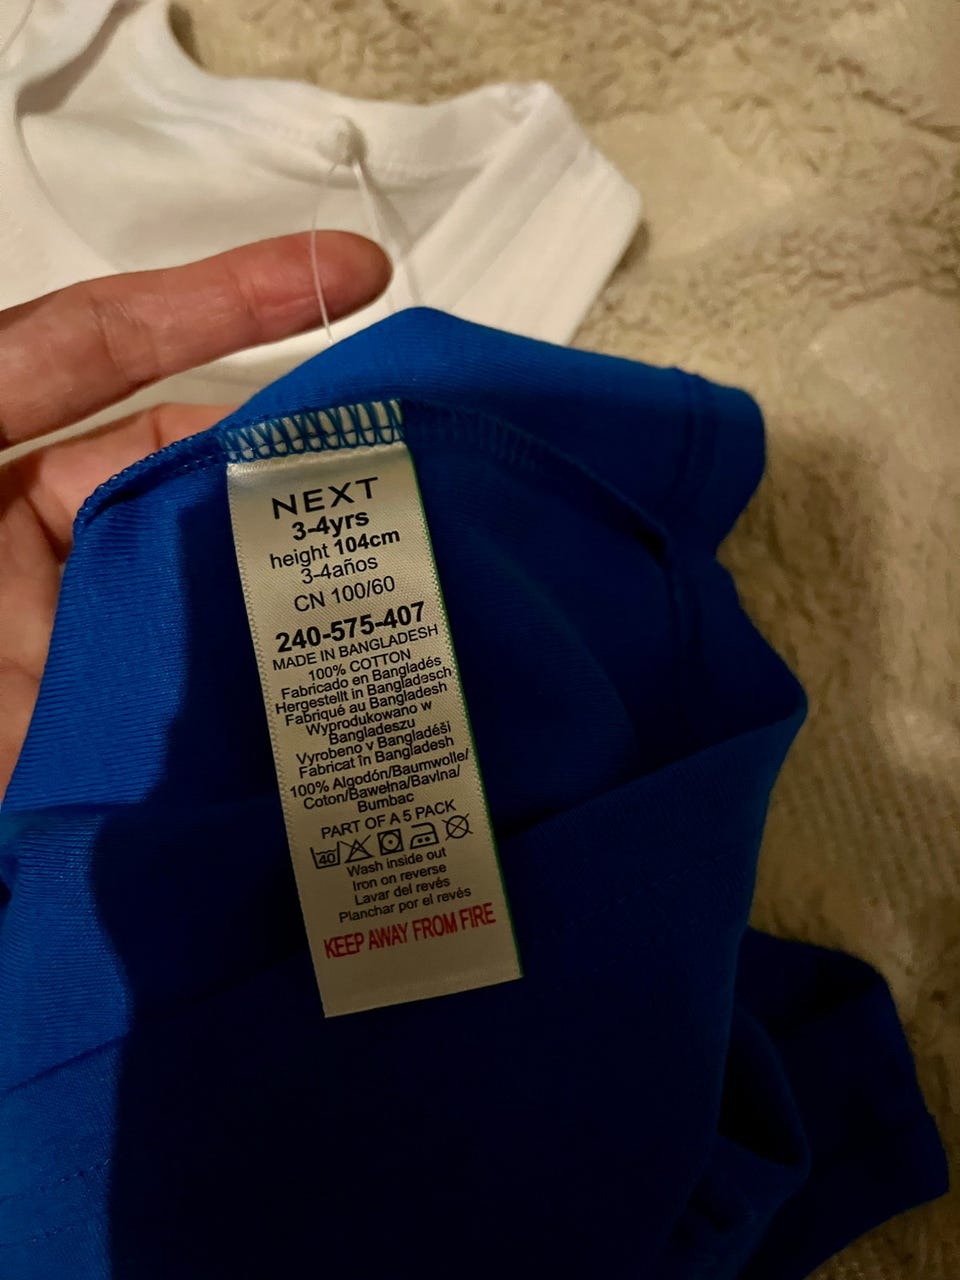 NEXT
3-4yrs
height 104cm
3-4años
CN 100/60
240-575-407
MADE IN BANGLADESH
100% COTTON
Fabricado en Bangladés
Hergestellt in Bangladesch
Fabriqué au Bangladesh
Wyprodukowano w
Bangladeszu
Vyrobeno v Bangladéši
Fabricat în Bangladesh
100% Algodón/Baumwolle/
Coton/Bawełna/Bavlna/
Bumbac
PART OF A 5 PACK
40
Wash inside out
Iron on reverse
Lavar del revés
Planchar por el revés
KEEP AWAY FROM FIRE